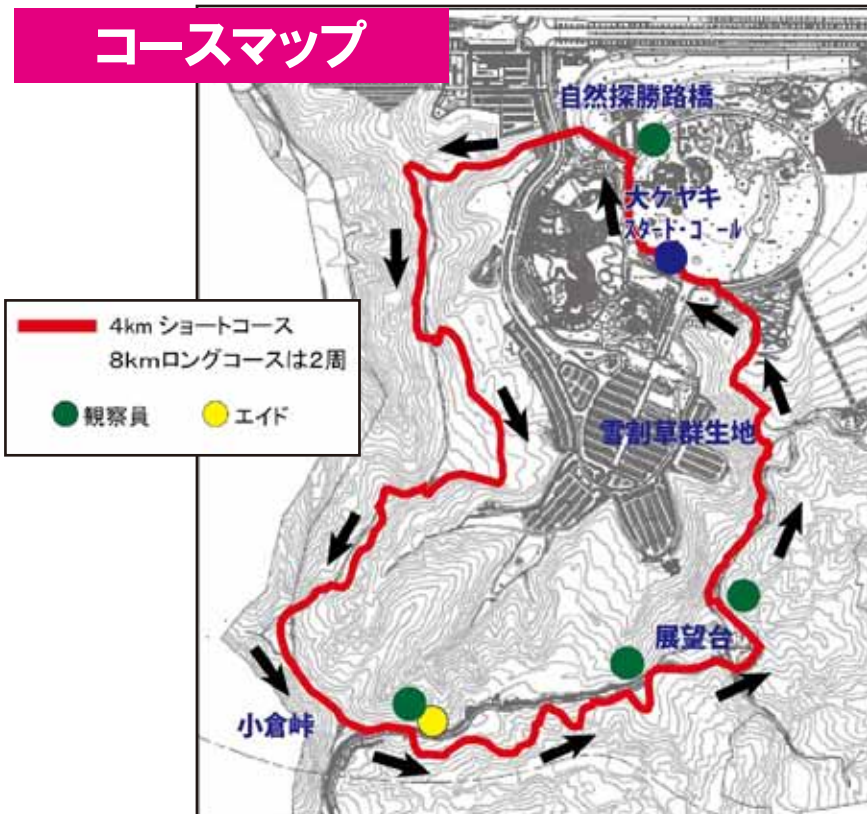 コースマップ
自然探勝路橋
大ケヤキ
スタート・ゴール
4km ショートコース
8kmロングコースは2周
観察員
エイド
雪割草群生地
展望台
小倉峠